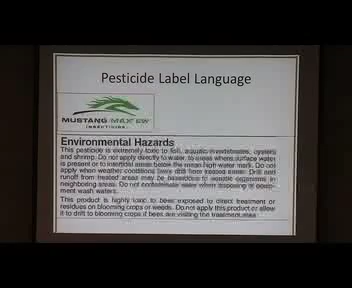 Pesticide Label Language
MUSTANG MAX EW
INSECTICIDE
Environmental Hazards
This pesticide is extremely toxic to fish, aquatic invertebrates, oysters
and shrimp. Do not apply directly to water, to areas where surface water
is present or to intertidal areas below the mean high water mark. Do not
apply when weather conditions favor drift from treated areas. Drift and
runoff from treated areas may be hazardous to aquatic organisms in
neighboring areas. Do not contaminate water when disposing of equip-
ment wash waters.
This product is highly toxic to bees exposed to direct treatment or
residues on blooming crops or weeds. Do not apply this product or allow
it to drift to blooming crops if bees are visiting the treatment area.